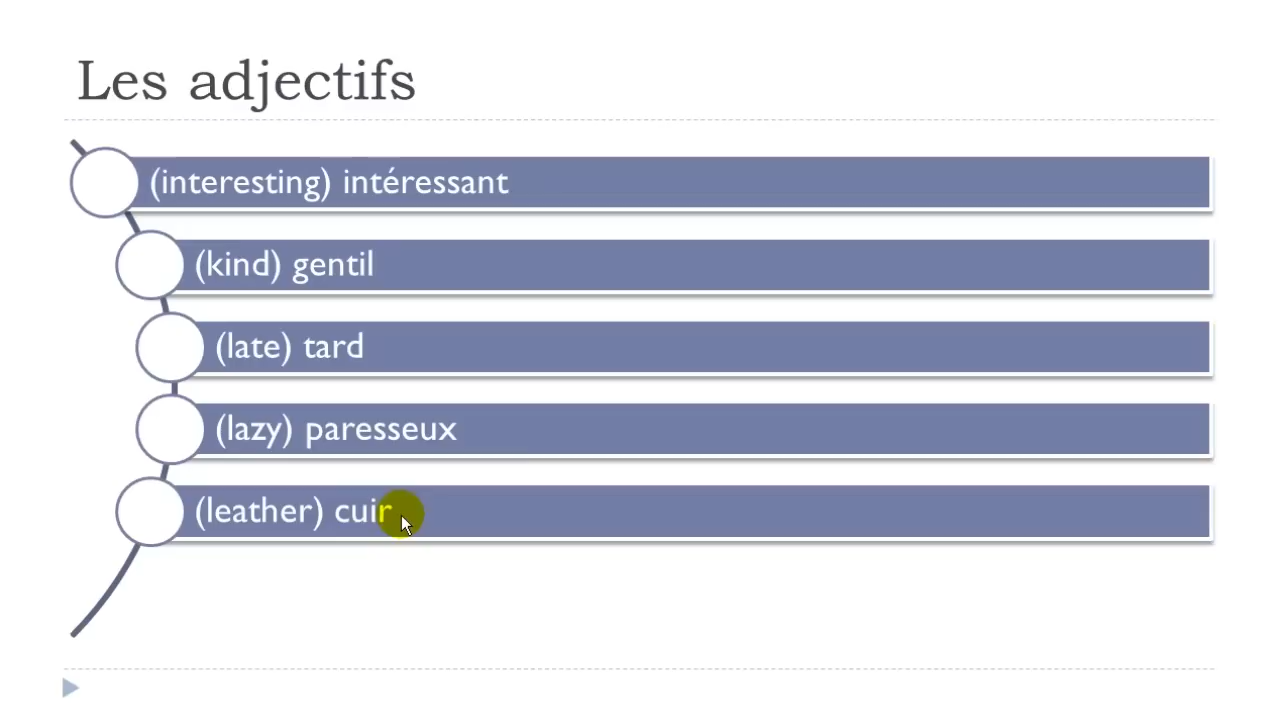 Les adjectifs
(interesting) intéressant
(kind) gentil
(late) tard
(lazy) paresseux
(leather) cuir